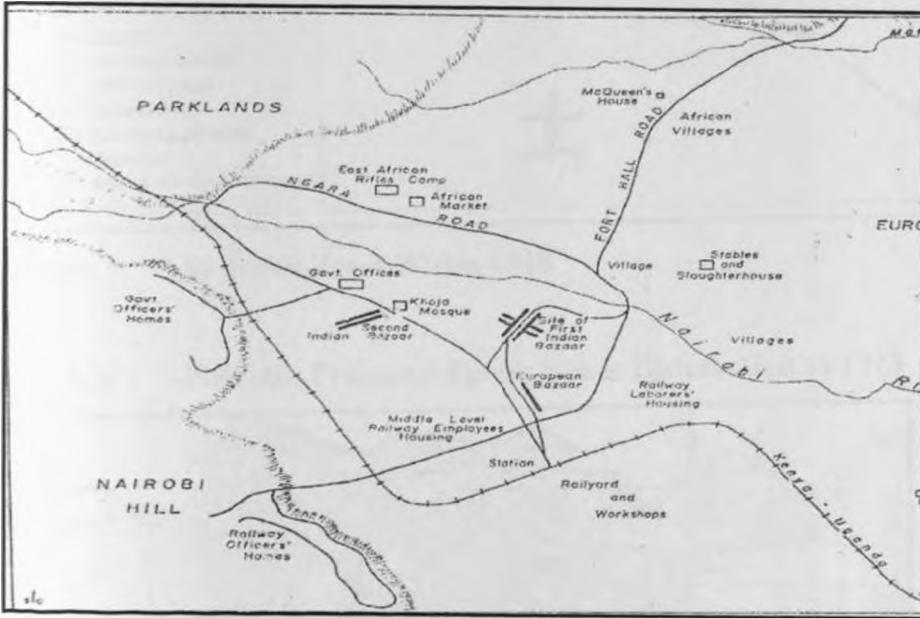 Mat
PARKLANDS
McQueen's
House
African
Villages
FORT HALL ROAD
East African
Rifles Camp
African
Market
NGARA ROAD
EURO
Village
Stables
and
Slaughterhouse
Govt. Offices
Govt.
Officers'
Homes
Khoja
Mosque
Indian Second
Bazaar
Site of
First
Indian
Bazaar
Nairobi
Villages
European
Bazaar
Railway
Laborers'
Housing
Middle Level
Railway Employees
Housing
Station
Railyard
and
Workshops
NAIROBI
HILL
Railway
Officers'
Homes
Kenya-Uganda
slc